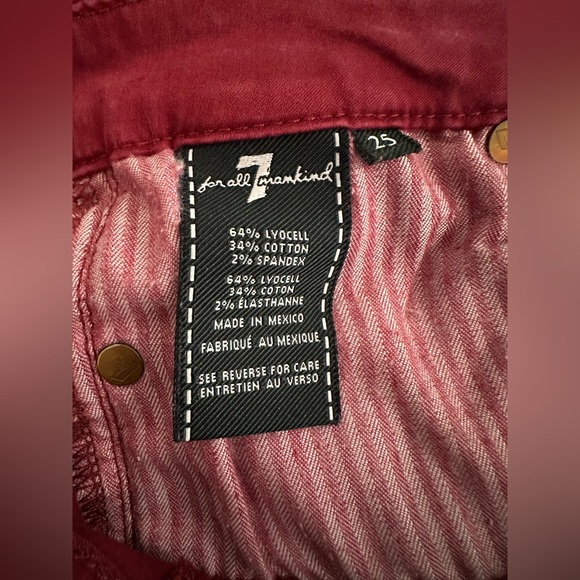 7
for all mankind
25
64% LYOCELL
34% COTTON
2% SPANDEX
64% LYOCELL
34% COTON
2% ÉLASTHANNE
MADE IN MEXICO
FABRIQUÉ AU MEXIQUE
SEE REVERSE FOR CARE
ENTRETIEN AU VERSO